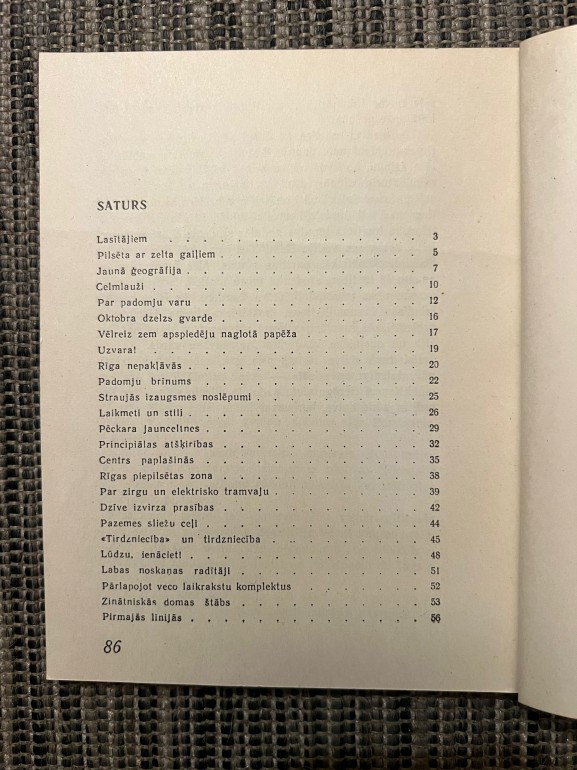 SATURS
Lasītājiem . . . . . . . . . . . . . 3
Pilsēta ar zelta gaiļiem . . . . . . . . . . . 5
Jaunā ģeogrāfija . . . . . . . . . . . . . 7
Celmlauži . . . . . . . . . . . . . . 10
Par padomju varu . . . . . . . . . . . . 12
Oktobra dzelzs gvarde . . . . . . . . . . . 16
Vēlreiz zem apspiedēju naglotā papēža . . . . . . 17
Uzvara! . . . . . . . . . . . . . . 19
Rīga nepakļāvās . . . . . . . . . . . . 20
Padomju brīnums . . . . . . . . . . . . 22
Straujās izaugsmes noslēpumi . . . . . . . . . 25
Laikmeti un stili . . . . . . . . . . . . . 26
Pēckara jaunceltnes . . . . . . . . . . . . 29
Principiālas atšķirības . . . . . . . . . . . 32
Centrs paplašinās . . . . . . . . . . . . 35
Rīgas piepilsētas zona . . . . . . . . . . . 38
Par zirgu un elektrisko tramvaju . . . . . . . . 39
Dzīve izvirza prasības . . . . . . . . . . . 42
Pazemes sliežu ceļi . . . . . . . . . . . . 44
«Tirdzniecība» un tirdzniecība . . . . . . . . . 45
Lūdzu, ienāciet! . . . . . . . . . . . . . 48
Labas noskaņas radītāji . . . . . . . . . . . 51
Pārlapojot veco laikrakstu komplektus . . . . . . 52
Zinātniskās domas štābs . . . . . . . . . . . 53
Pirmajās līnijās . . . . . . . . . . . . . 56
86